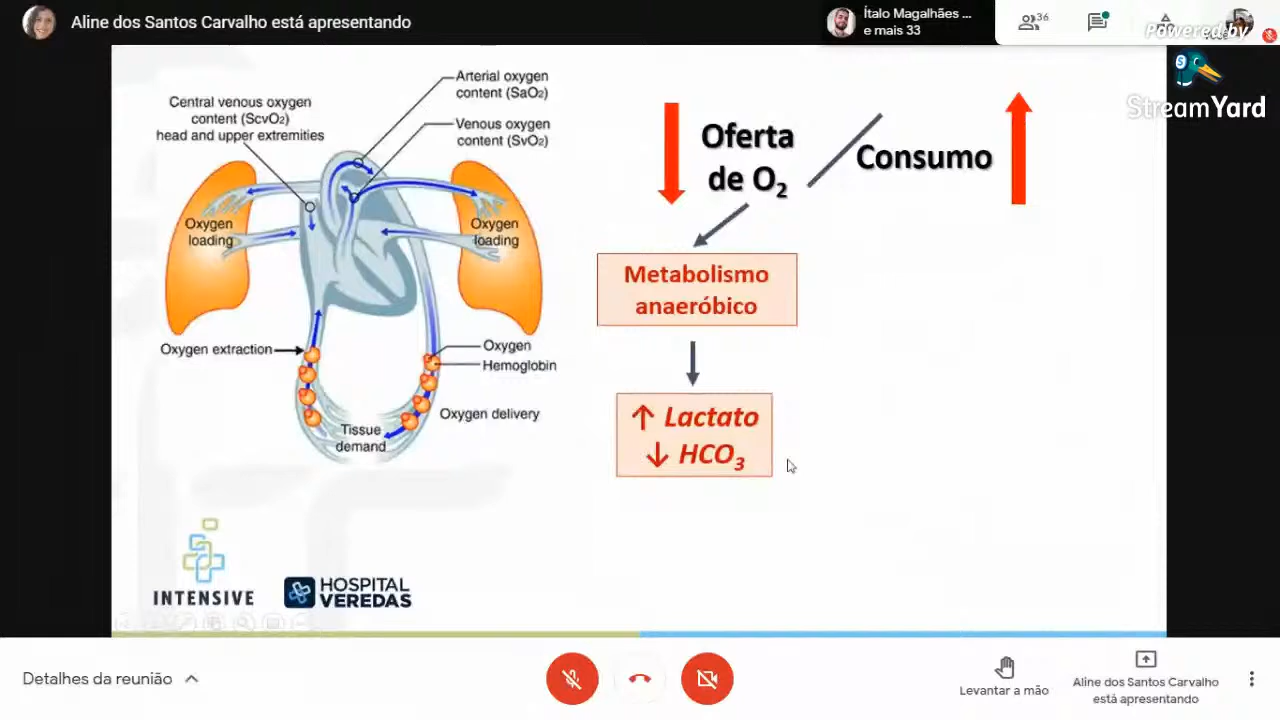 Aline dos Santos Carvalho está apresentando
Ítalo Magalhães ...
e mais 33
36
Powered by
StreamYard
Arterial oxygen
content (SaO₂)
Central venous oxygen
content (ScvO₂)
head and upper extremities
Venous oxygen
content (SvO₂)
Oxygen
loading
Oxygen
loading
Oxygen extraction
Oxygen
Hemoglobin
Oxygen delivery
Tissue
demand
Oferta
de O₂
Consumo
Metabolismo
anaeróbico
↑ Lactato
↓ HCO₃
INTENSIVE
HOSPITAL
VEREDAS
Detalhes da reunião
Levantar a mão
Aline dos Santos Carvalho
está apresentando